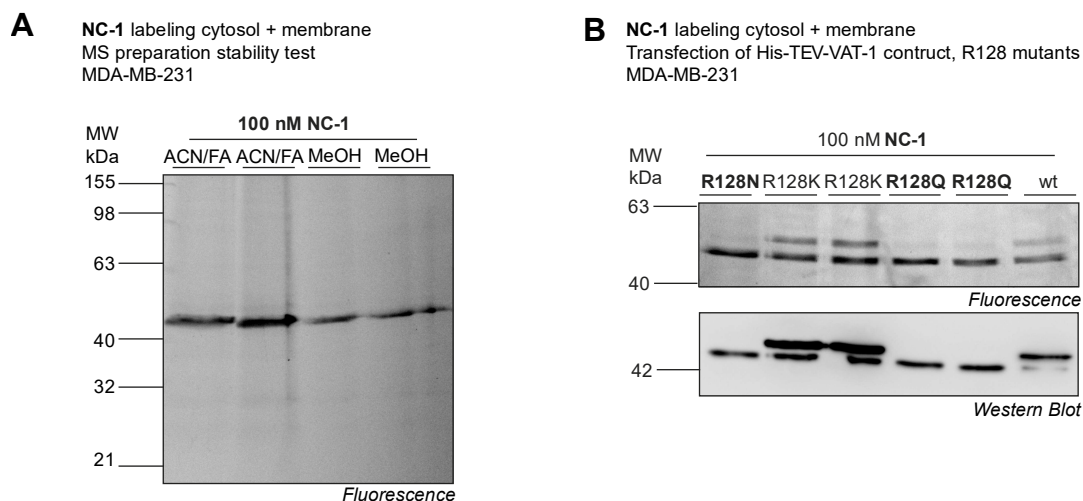 A
NC-1 labeling cytosol + membrane
MS preparation stability test
MDA-MB-231
100 nM NC-1
MW
kDa
ACN/FA ACN/FA MeOH MeOH
155
98
63
40
32
21
Fluorescence
B
NC-1 labeling cytosol + membrane
Transfection of His-TEV-VAT-1 contruct, R128 mutants
MDA-MB-231
100 nM NC-1
MW
kDa
R128N R128K R128K R128Q R128Q wt
63
40
Fluorescence
42
Western Blot